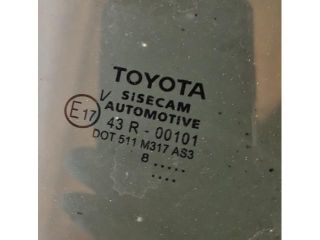 TOYOTA
V SISECAM
AUTOMOTIVE
E17 43 R - 00101
DOT 511 M317 AS3
8 .....
....